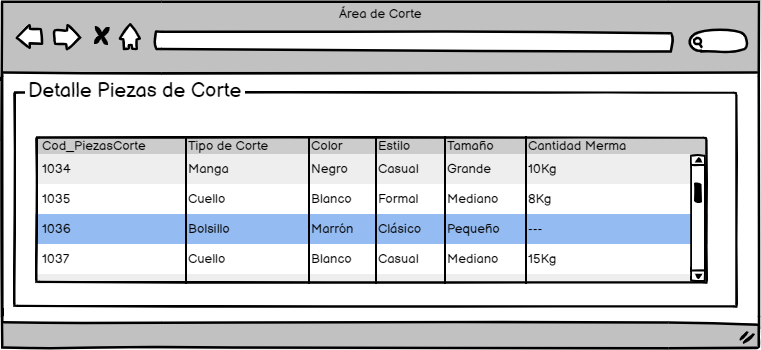 Área de Corte
Detalle Piezas de Corte
Cod_PiezasCorte Tipo de Corte Color Estilo Tamaño Cantidad Merma
1034 Manga Negro Casual Grande 10Kg
1035 Cuello Blanco Formal Mediano 8Kg
1036 Bolsillo Marrón Clásico Pequeño ---
1037 Cuello Blanco Casual Mediano 15Kg